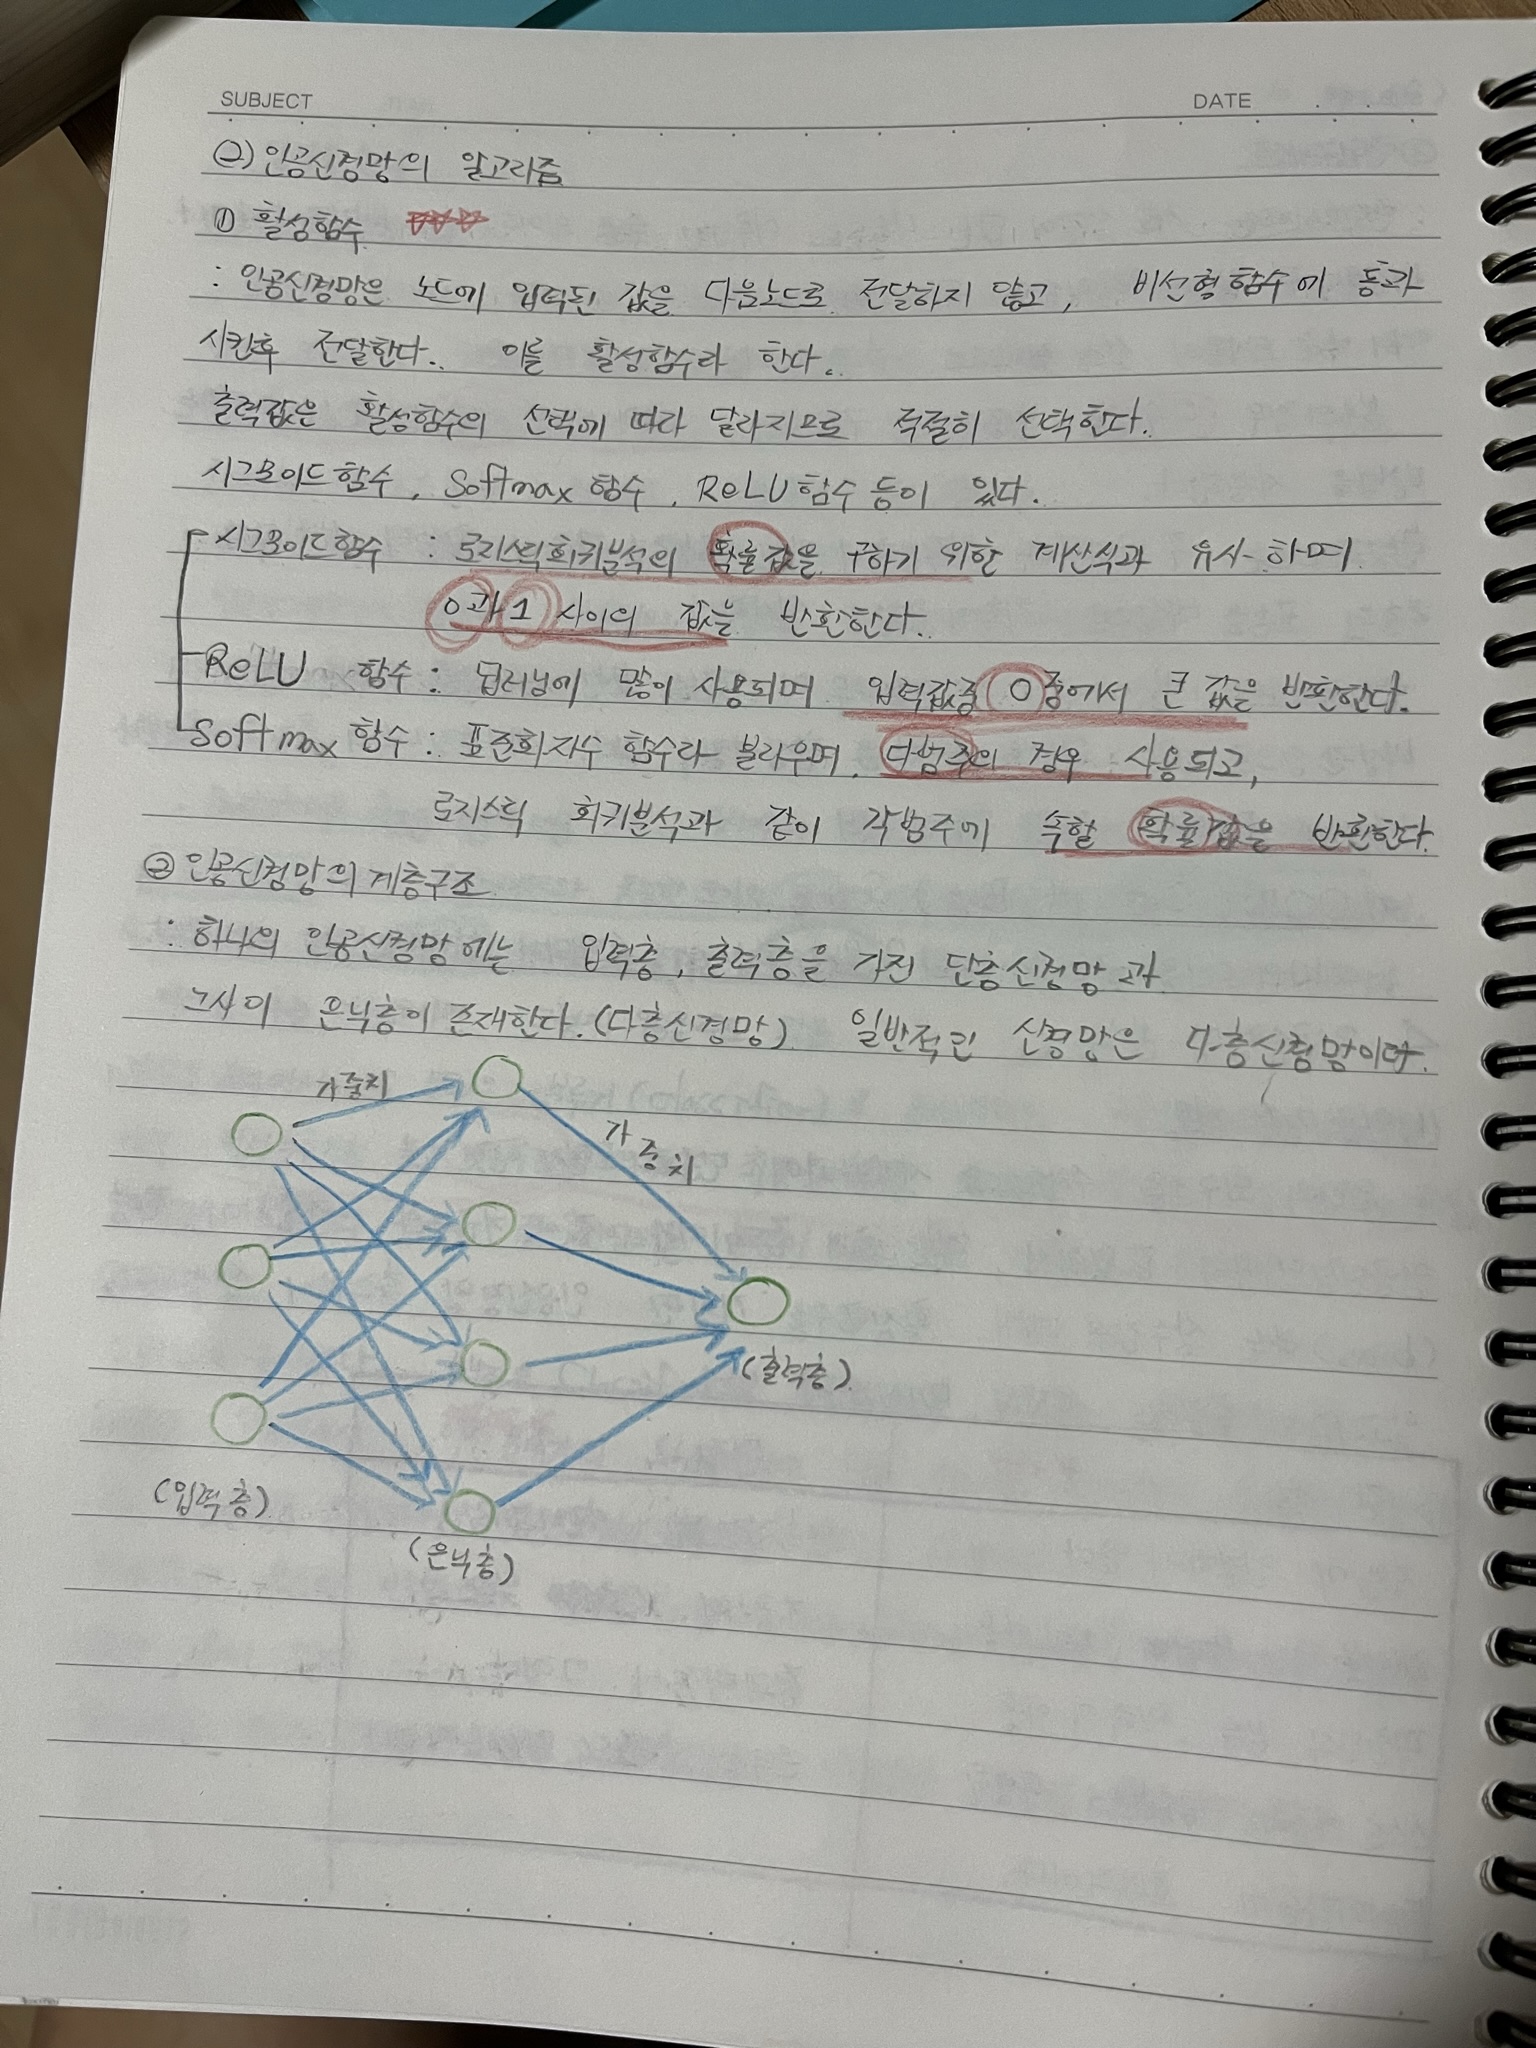 SUBJECT
DATE
(2) 인공신경망의 알고리즘
① 활성함수
: 인공신경망은 노드에 입력된 값을 다음노드로 전달하지 않고, 비선형함수에 통과
시킨후 전달한다. 이를 활성함수라 한다.
출력값은 활성함수의 선택에 따라 달라지므로 적절히 선택한다.
시그모이드함수, Softmax 함수, ReLU 함수 등이 있다.
시그모이드함수 : 로지스틱회귀분석의 확률값을 구하기 위한 계산식과 유사하며
0과 1 사이의 값을 반환한다.
ReLU 함수 : 딥러닝에 많이 사용되며 입력값중 0중에서 큰 값을 반환한다.
Softmax 함수 : 표준화지수 함수라 불리우며, 다범주의 경우 사용되고,
로지스틱 회귀분석과 같이 각범주에 속할 확률값을 반환한다.
② 인공신경망의 계층구조
: 하나의 인공신경망에는 입력층, 출력층을 가진 단층신경망과
그사이 은닉층이 존재한다. (다층신경망) 일반적인 신경망은 다층신경망이다.
가중치
가중치
(출력층)
(입력층)
(은닉층)